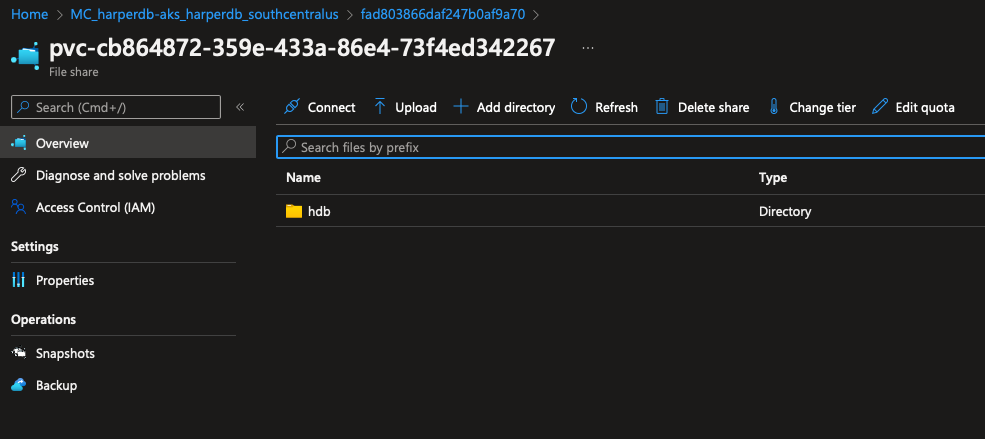 Home > MC_harperdb-aks_harperdb_southcentralus > fad803866daf247b0af9a70 >
pvc-cb864872-359e-433a-86e4-73f4ed342267 ...
File share
Search (Cmd+/) «
Connect Upload Add directory Refresh Delete share Change tier Edit quota
Overview
Diagnose and solve problems
Access Control (IAM)
Settings
Properties
Operations
Snapshots
Backup
Search files by prefix
Name Type
hdb Directory